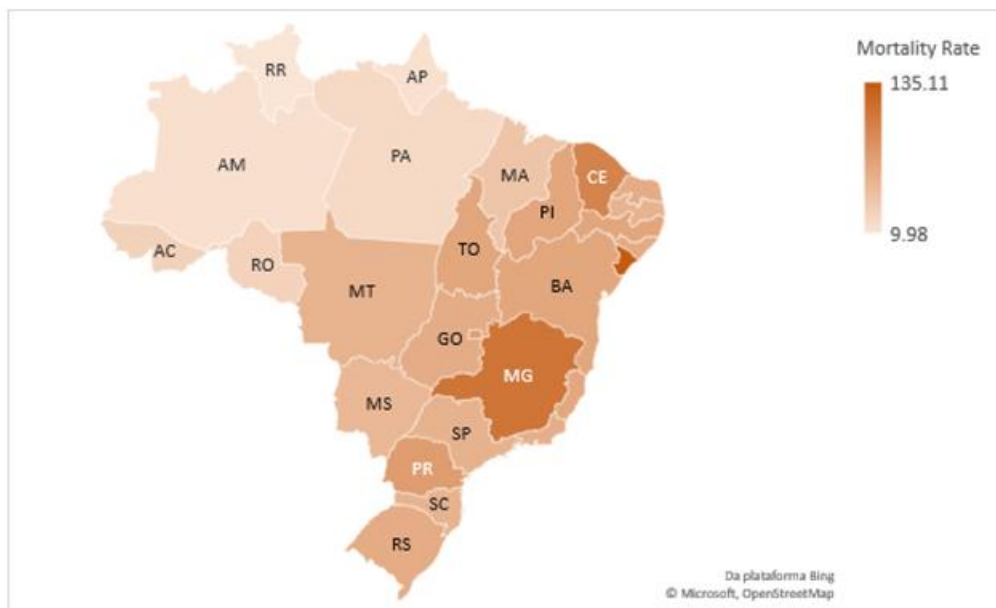 Mortality Rate
135.11
9.98
RR
AP
AM
PA
MA
CE
PI
AC
RO
TO
MT
BA
GO
MG
MS
SP
PR
SC
RS
Da plataforma Bing
© Microsoft, OpenStreetMap